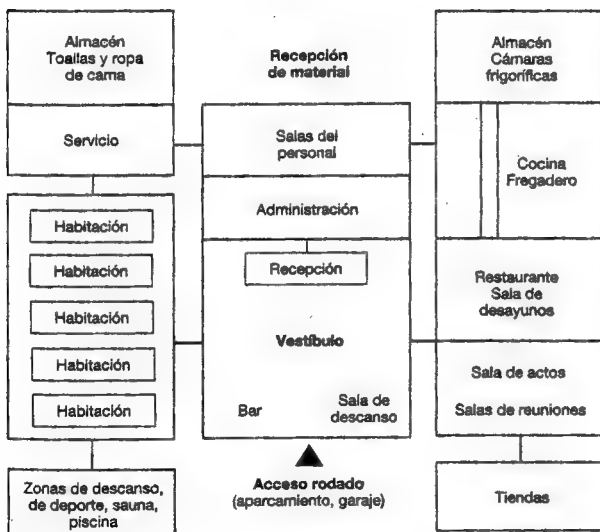 Almacén
Toallas y ropa
de cama
Servicio
Habitación
Habitación
Habitación
Habitación
Habitación
Zonas de descanso,
de deporte, sauna,
piscina
Recepción
de material
Salas del
personal
Administración
Recepción
Vestíbulo
Bar
Sala de
descanso
Acceso rodado
(aparcamiento, garaje)
Almacén
Cámaras
frigoríficas
Cocina
Fregadero
Restaurante
Sala de
desayunos
Sala de actos
Salas de reuniones
Tiendas